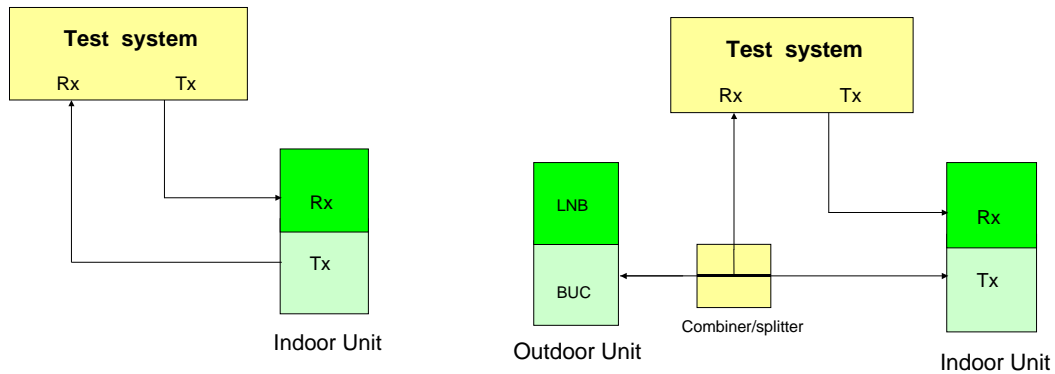 Test system
Rx Tx
Rx
Tx
Indoor Unit
Test system
Rx Tx
LNB
BUC
Combiner/splitter
Rx
Tx
Outdoor Unit
Indoor Unit